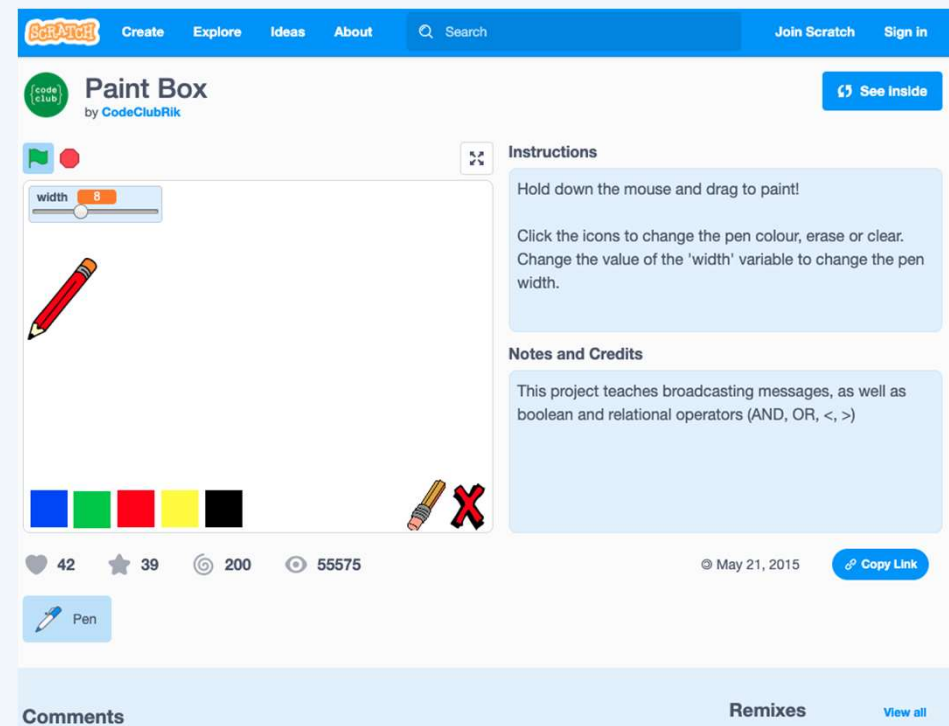 SCRATCH Create Explore Ideas About Search Join Scratch Sign in
{code
club}
Paint Box
by CodeClubRik
See inside
width 8
Instructions
Hold down the mouse and drag to paint!
Click the icons to change the pen colour, erase or clear.
Change the value of the 'width' variable to change the pen
width.
Notes and Credits
This project teaches broadcasting messages, as well as
boolean and relational operators (AND, OR, <, >)
42 39 200 55575 © May 21, 2015 Copy Link
Pen
Comments Remixes View all